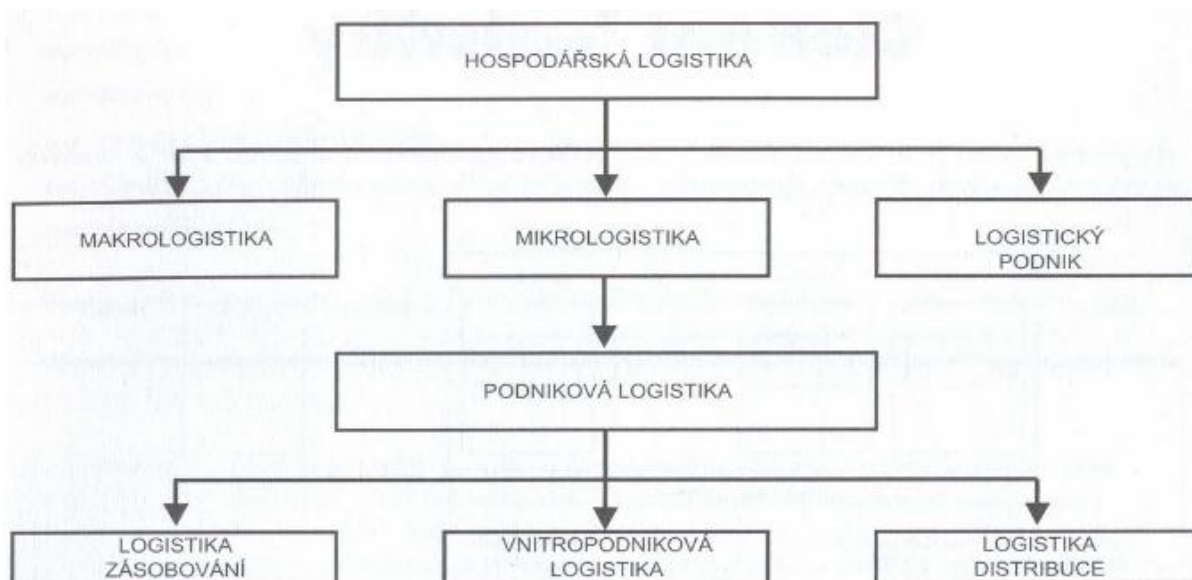 HOSPODÁŘSKÁ LOGISTIKA
MAKROLOGISTIKA
MIKROLOGISTIKA
LOGISTICKÝ
PODNIK
PODNIKOVÁ LOGISTIKA
LOGISTIKA
ZÁSOBOVÁNÍ
VNITROPODNIKOVÁ
LOGISTIKA
LOGISTIKA
DISTRIBUCE